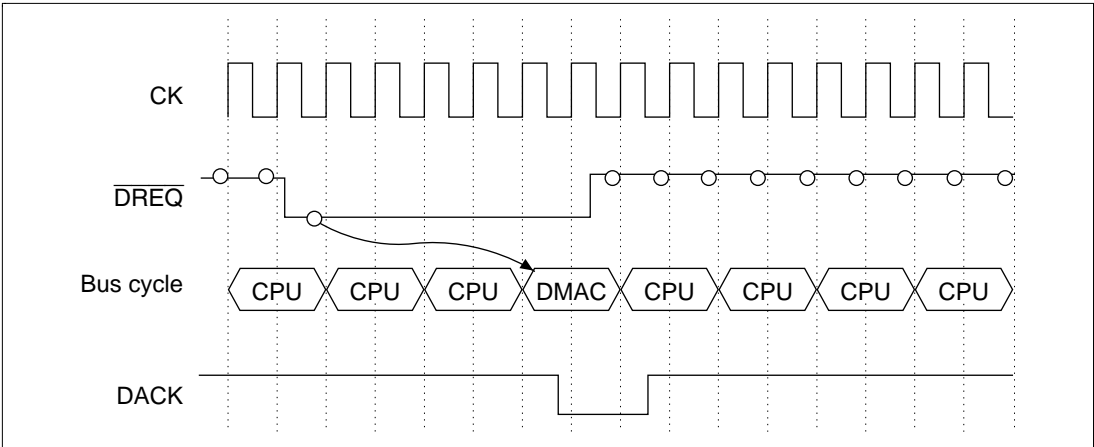 CK
DREQ
Bus cycle CPU CPU CPU DMAC CPU CPU CPU CPU
DACK